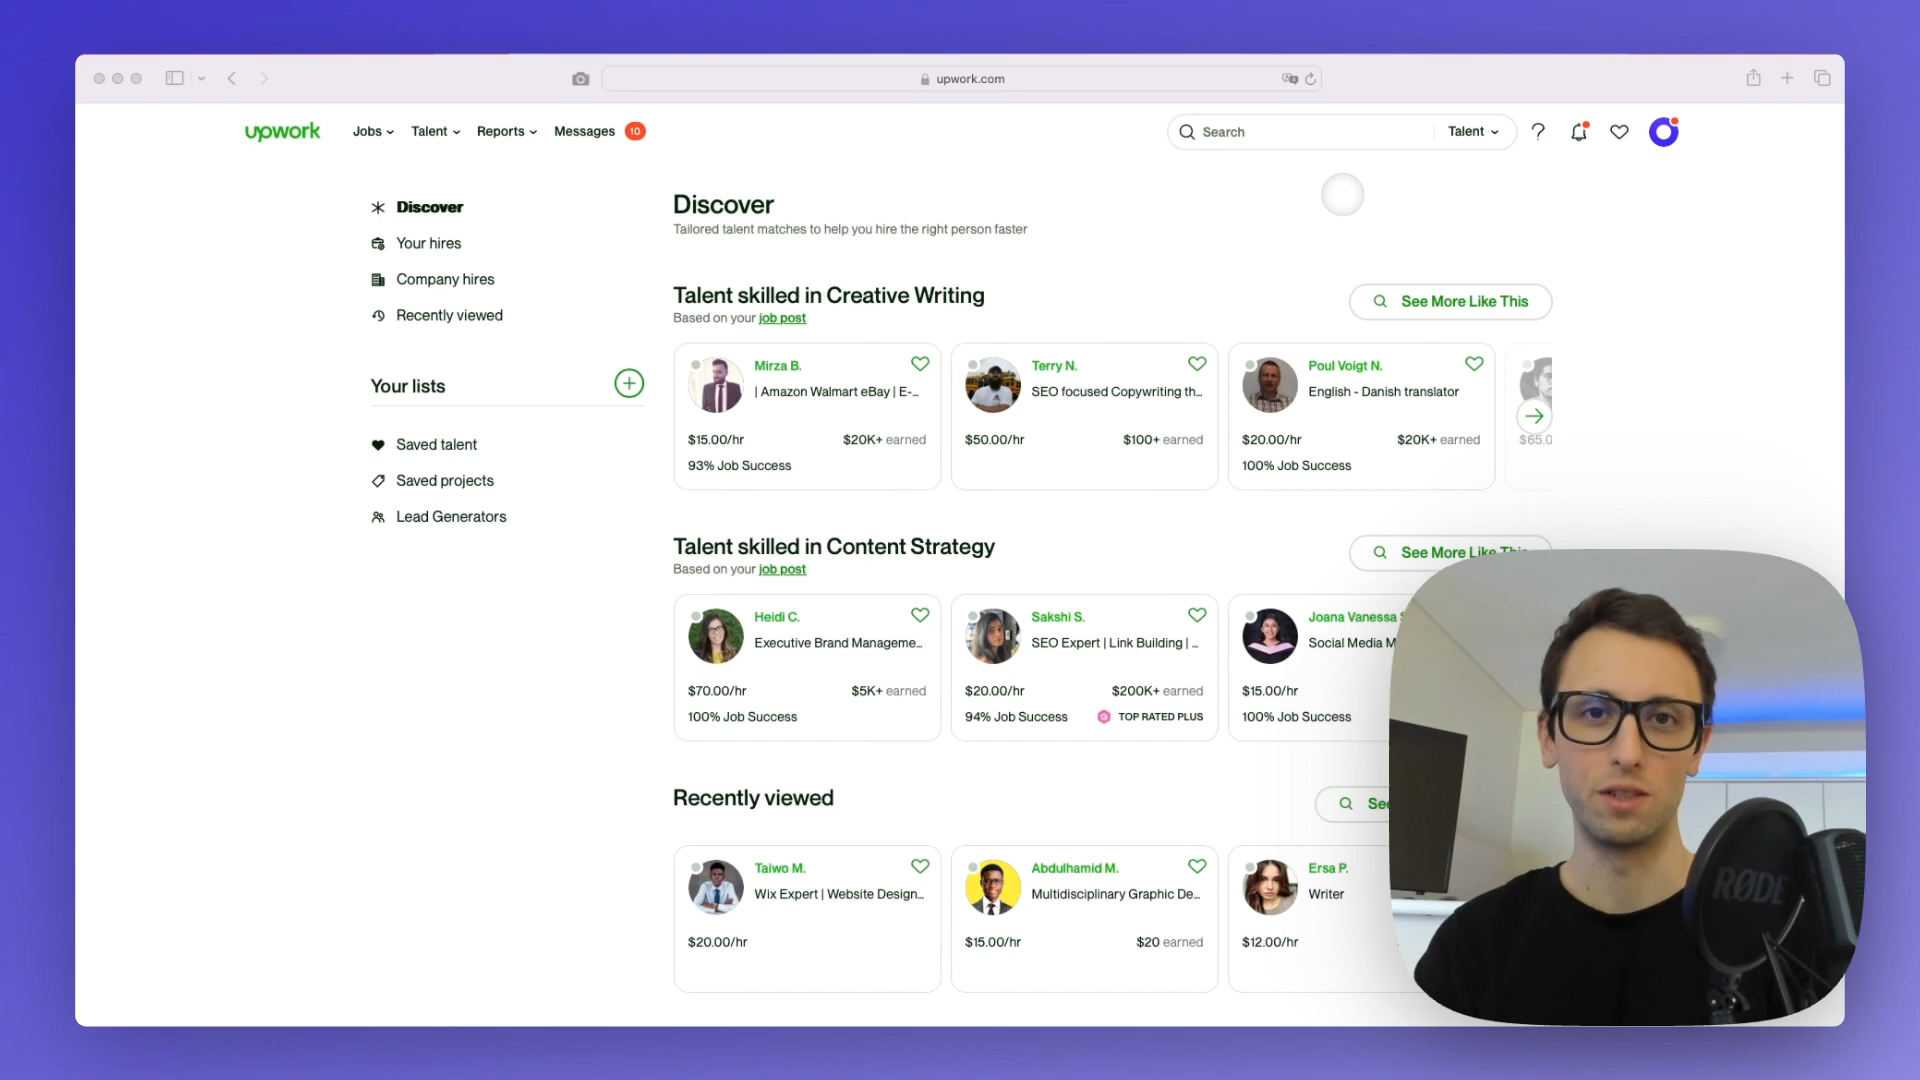 upwork.com
upwork Jobs Talent Reports Messages 10 Search Talent
Discover
Your hires
Company hires
Recently viewed
Your lists
Saved talent
Saved projects
Lead Generators
Discover
Tailored talent matches to help you hire the right person faster
Talent skilled in Creative Writing
Based on your job post
See More Like This
Mirza B.
| Amazon Walmart eBay | E-...
$15.00/hr $20K+ earned
93% Job Success
Terry N.
SEO focused Copywriting th...
$50.00/hr $100+ earned
Poul Voigt N.
English - Danish translator
$20.00/hr $20K+ earned
100% Job Success
$65.0
Talent skilled in Content Strategy
Based on your job post
See More Like This
Heidi C.
Executive Brand Manageme...
$70.00/hr $5K+ earned
100% Job Success
Sakshi S.
SEO Expert | Link Building | ...
$20.00/hr $200K+ earned
94% Job Success TOP RATED PLUS
Joana Vanessa
Social Media M
$15.00/hr
100% Job Success
Recently viewed
See
Taiwo M.
Wix Expert | Website Design...
$20.00/hr
Abdulhamid M.
Multidisciplinary Graphic De...
$15.00/hr $20 earned
Ersa P.
Writer
$12.00/hr
RØDE